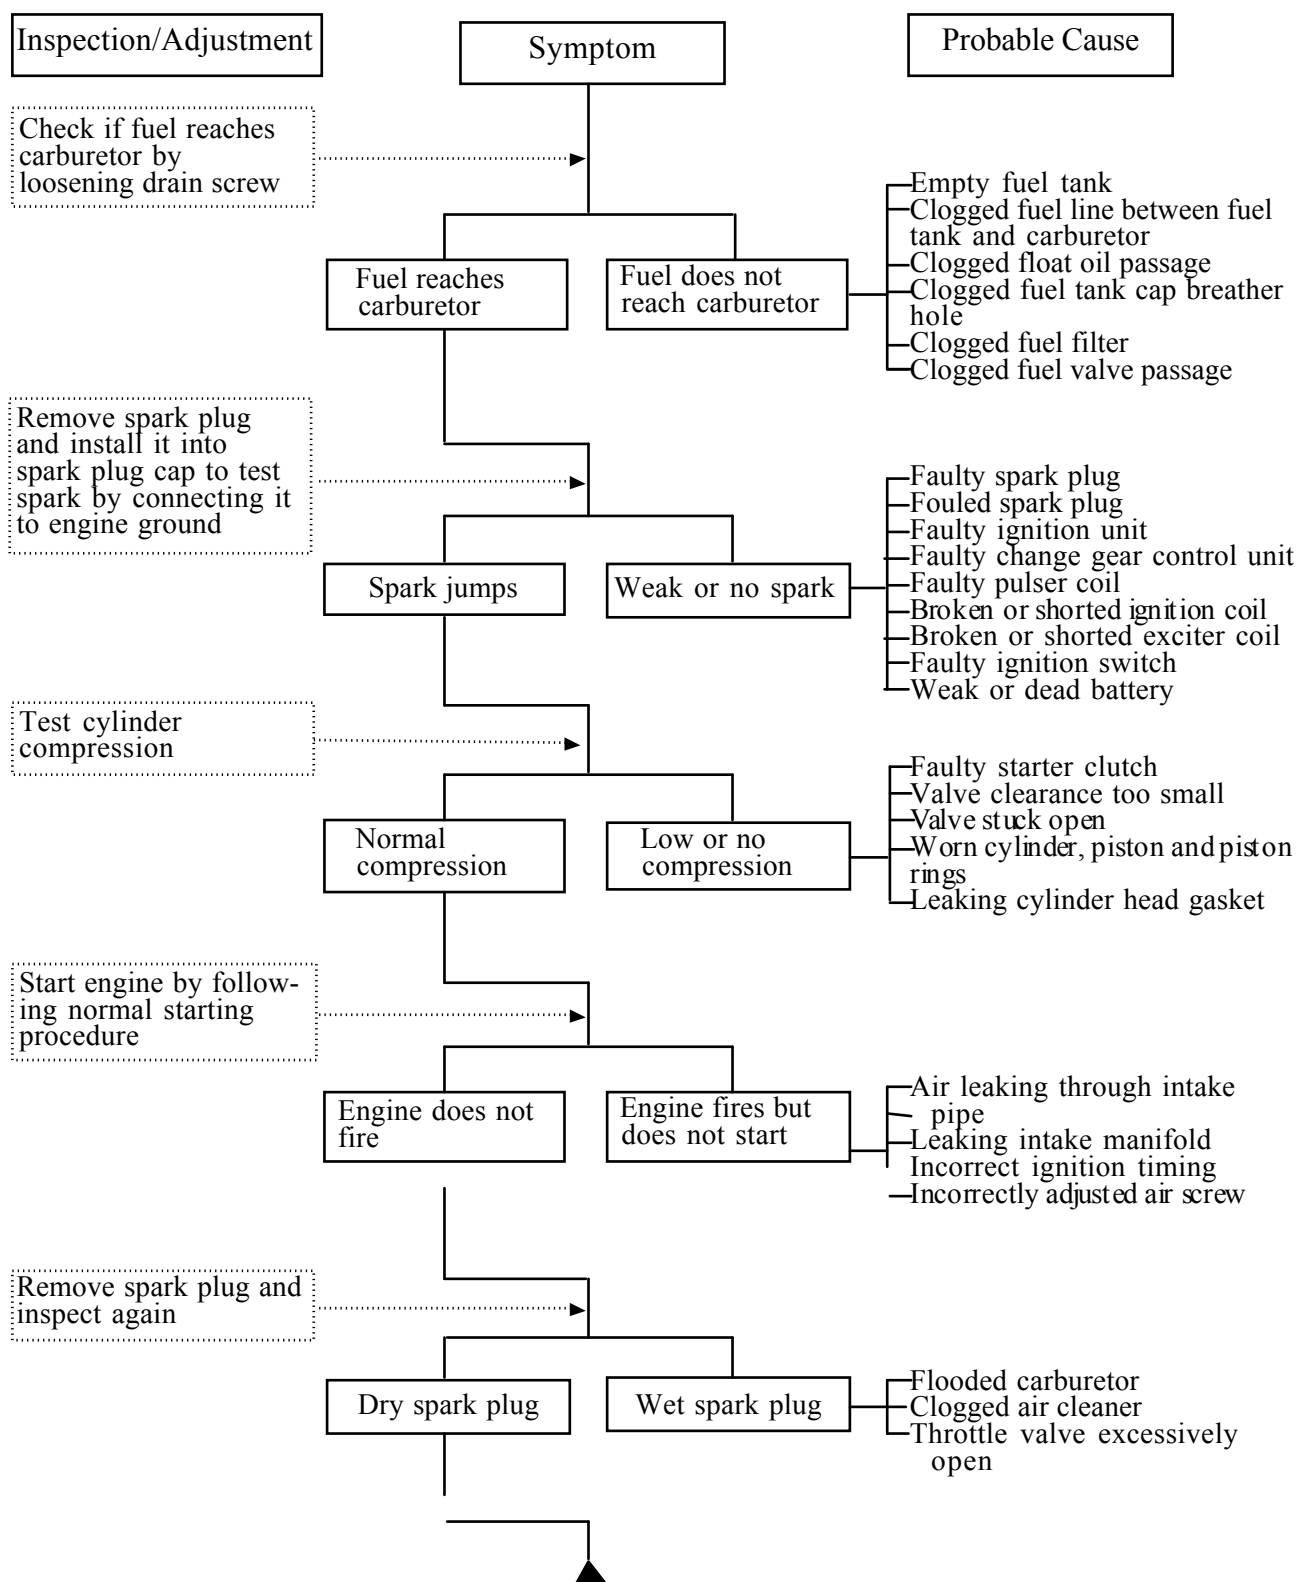 Inspection/Adjustment
Symptom
Probable Cause
Check if fuel reaches
carburetor by
loosening drain screw
Fuel reaches
carburetor
Fuel does not
reach carburetor
Empty fuel tank
Clogged fuel line between fuel
tank and carburetor
Clogged float oil passage
Clogged fuel tank cap breather
hole
Clogged fuel filter
Clogged fuel valve passage
Remove spark plug
and install it into
spark plug cap to test
spark by connecting it
to engine ground
Spark jumps
Weak or no spark
Faulty spark plug
Fouled spark plug
Faulty ignition unit
Faulty change gear control unit
Faulty pulser coil
Broken or shorted ignition coil
Broken or shorted exciter coil
Faulty ignition switch
Weak or dead battery
Test cylinder
compression
Normal
compression
Low or no
compression
Faulty starter clutch
Valve clearance too small
Valve stuck open
Worn cylinder, piston and piston
rings
Leaking cylinder head gasket
Start engine by follow-
ing normal starting
procedure
Engine does not
fire
Engine fires but
does not start
Air leaking through intake
pipe
Leaking intake manifold
Incorrect ignition timing
Incorrectly adjusted air screw
Remove spark plug and
inspect again
Dry spark plug
Wet spark plug
Flooded carburetor
Clogged air cleaner
Throttle valve excessively
open